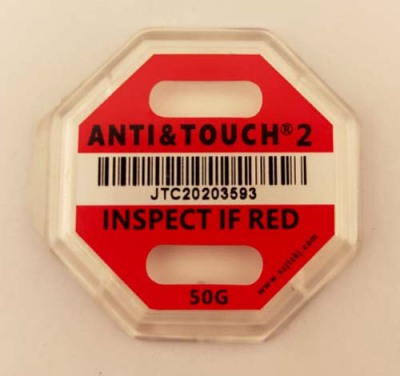 ANTI&TOUCH® 2
JTC20203593
INSPECT IF RED
50G